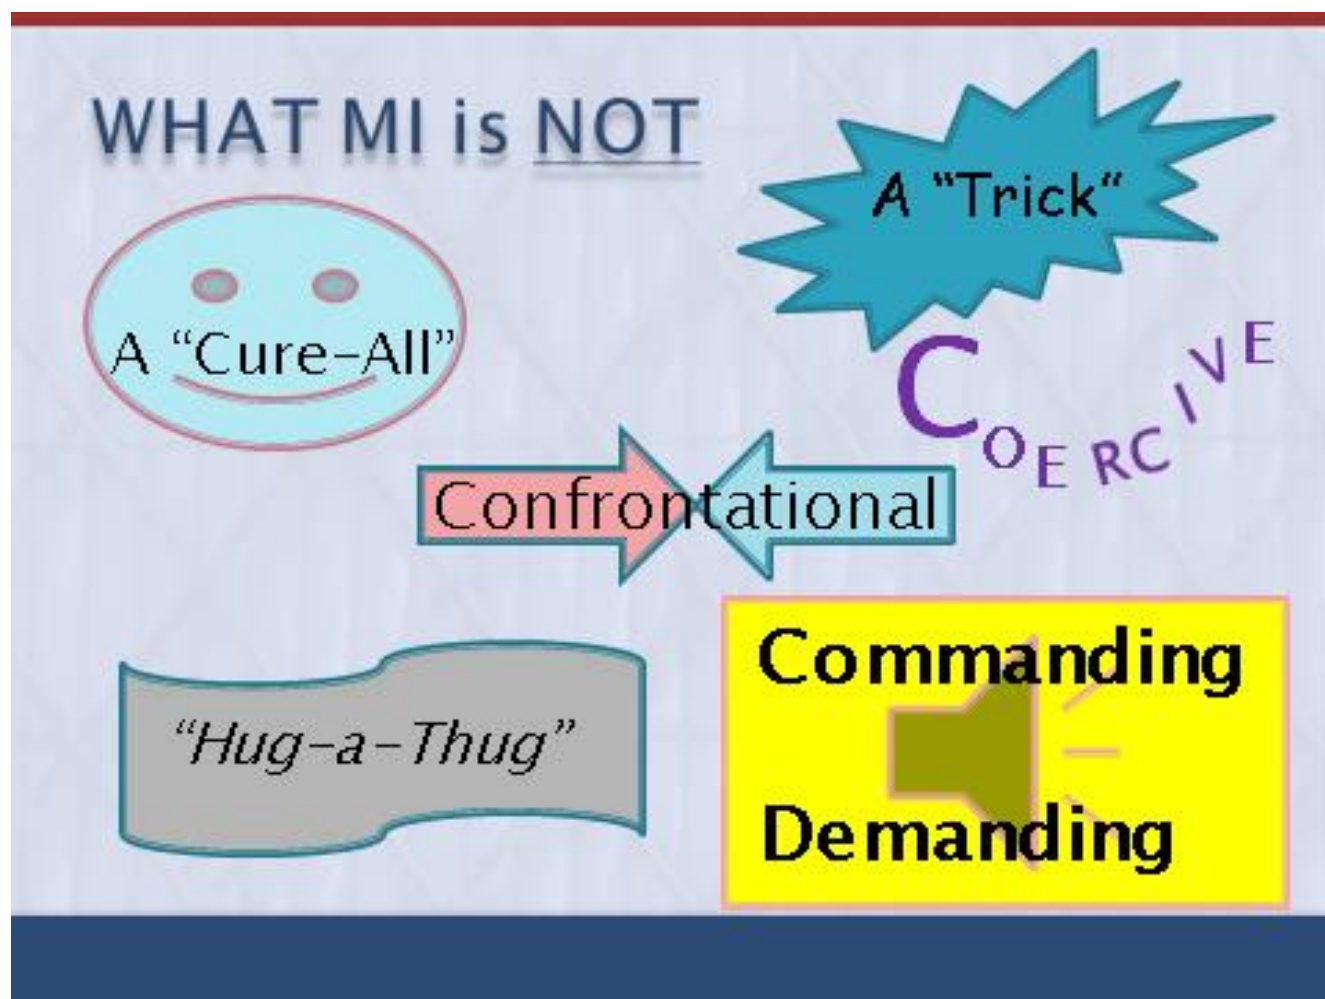 WHAT MI is NOT
A “Trick“
A “Cure-All”
COERCIVE
Confrontational
“Hug-a-Thug”
Commanding
Demanding